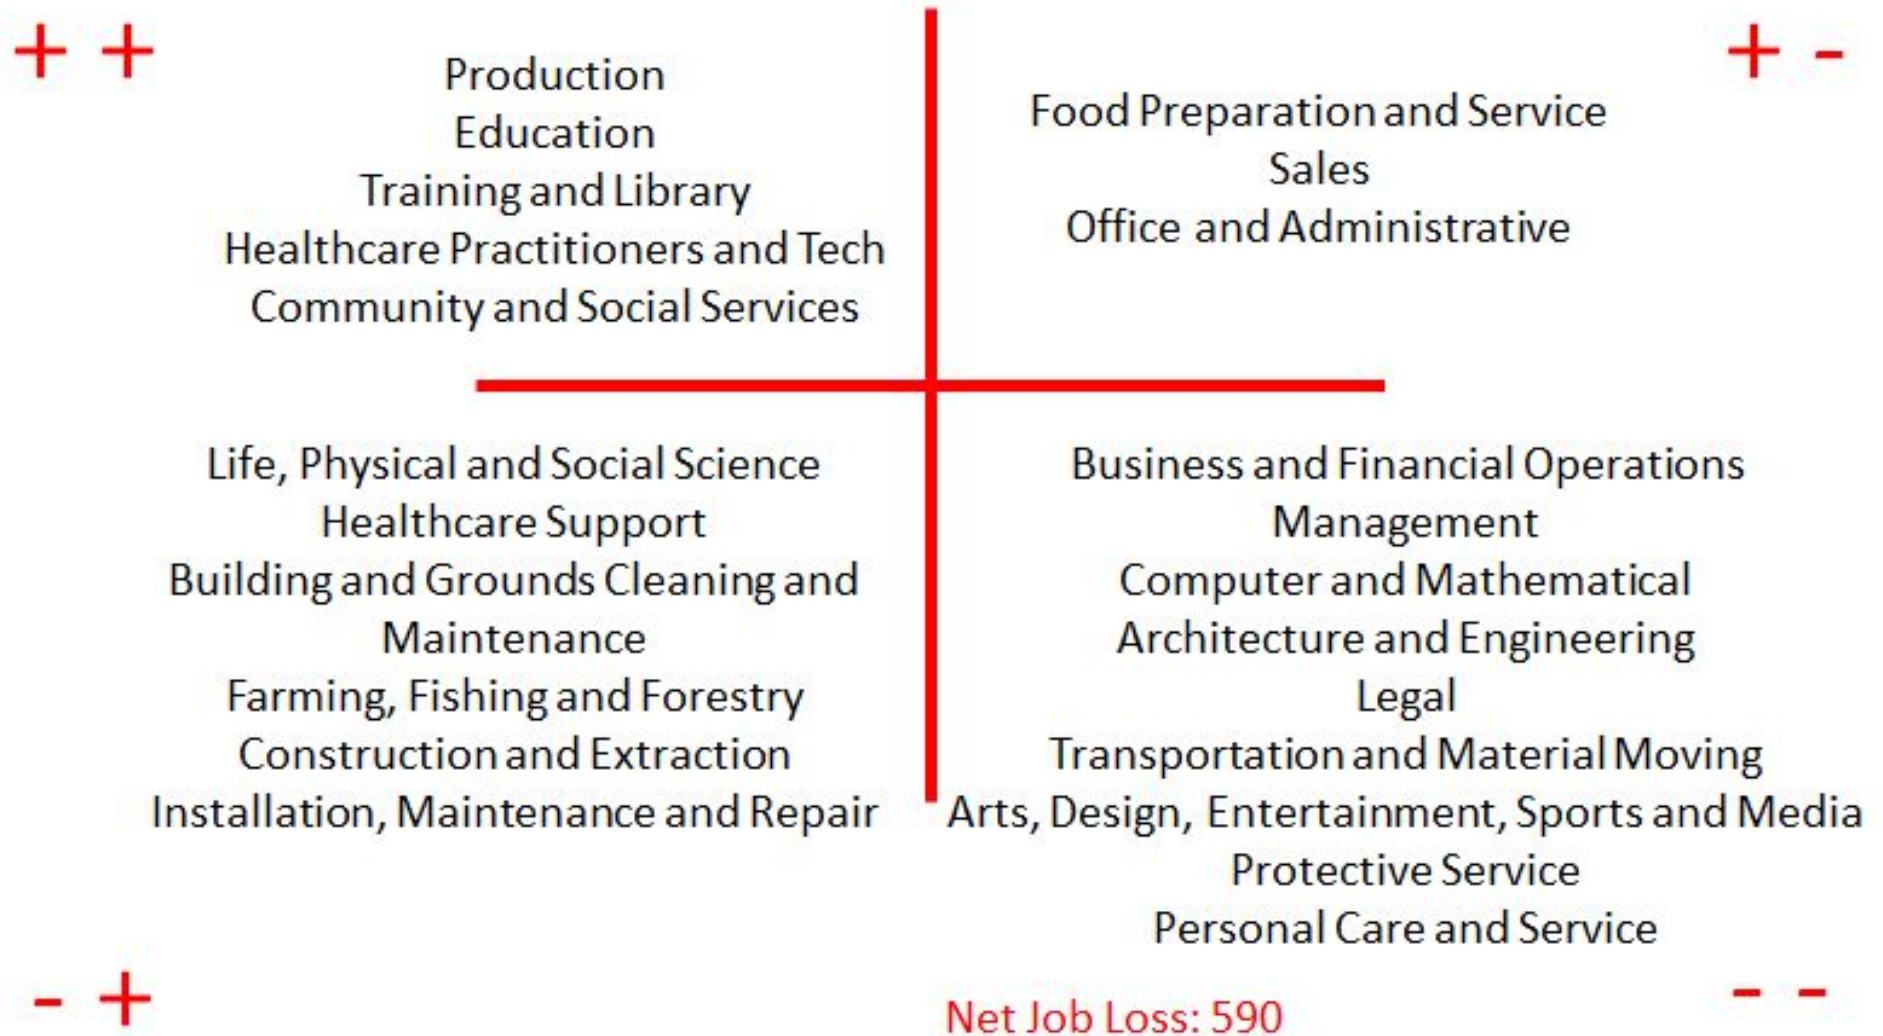 + +
Production
Education
Training and Library
Healthcare Practitioners and Tech
Community and Social Services
+ -
Food Preparation and Service
Sales
Office and Administrative
Life, Physical and Social Science
Healthcare Support
Building and Grounds Cleaning and
Maintenance
Farming, Fishing and Forestry
Construction and Extraction
Installation, Maintenance and Repair
- +
Business and Financial Operations
Management
Computer and Mathematical
Architecture and Engineering
Legal
Transportation and Material Moving
Arts, Design, Entertainment, Sports and Media
Protective Service
Personal Care and Service
- -
Net Job Loss: 590